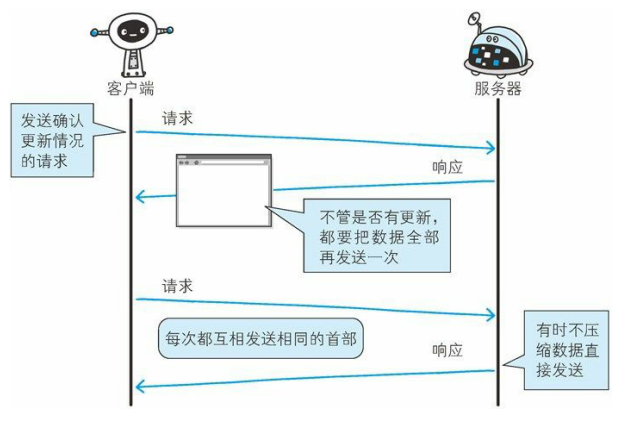 客户端
服务器
发送确认
更新情况
的请求
请求
响应
不管是否有更新，
都要把数据全部
再发送一次
请求
每次都互相发送相同的首部
响应
有时不压
缩数据直
接发送